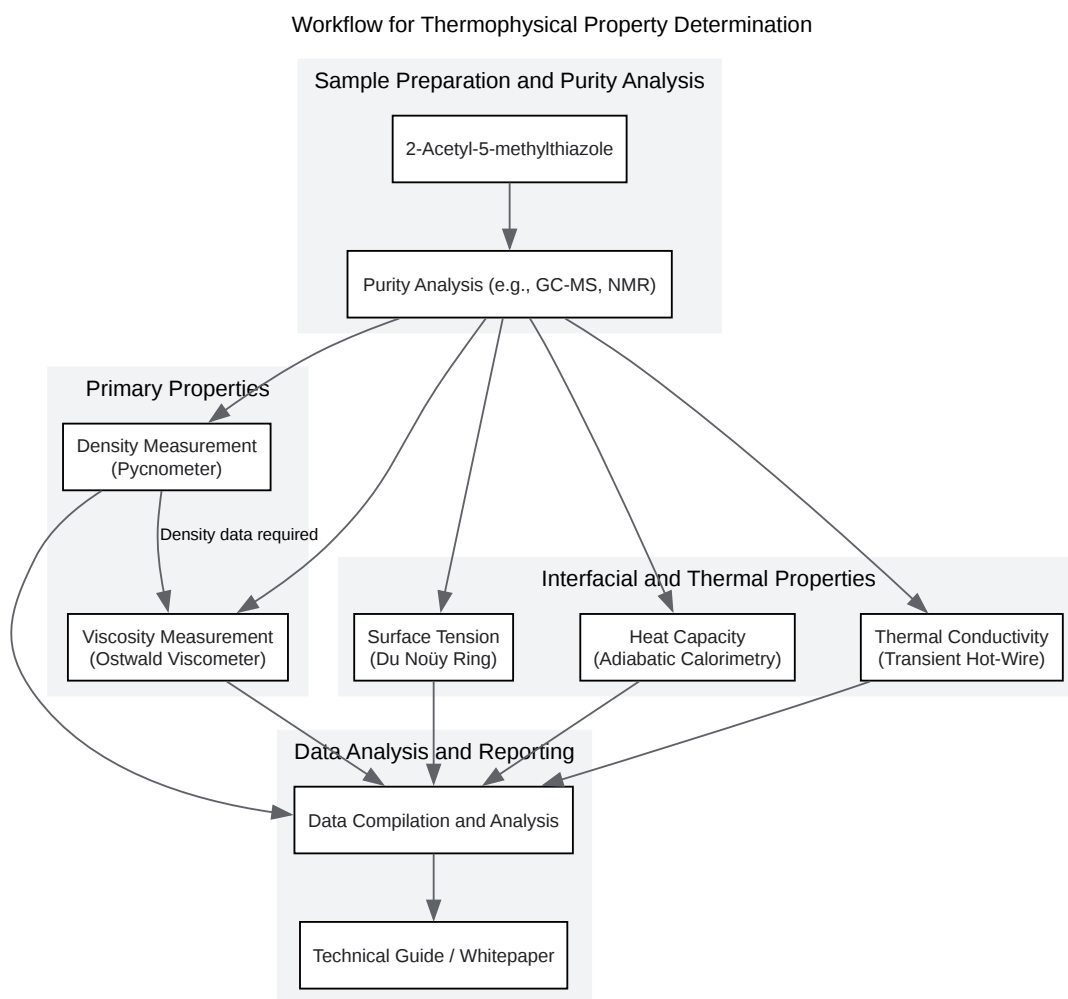 Workflow for Thermophysical Property Determination
Sample Preparation and Purity Analysis
2-Acetyl-5-methylthiazole
Purity Analysis (e.g., GC-MS, NMR)
Primary Properties
Density Measurement
(Pycnometer)
Density data required
Interfacial and Thermal Properties
Viscosity Measurement
(Ostwald Viscometer)
Surface Tension
(Du Noüy Ring)
Heat Capacity
(Adiabatic Calorimetry)
Thermal Conductivity
(Transient Hot-Wire)
Data Analysis and Reporting
Data Compilation and Analysis
Technical Guide / Whitepaper